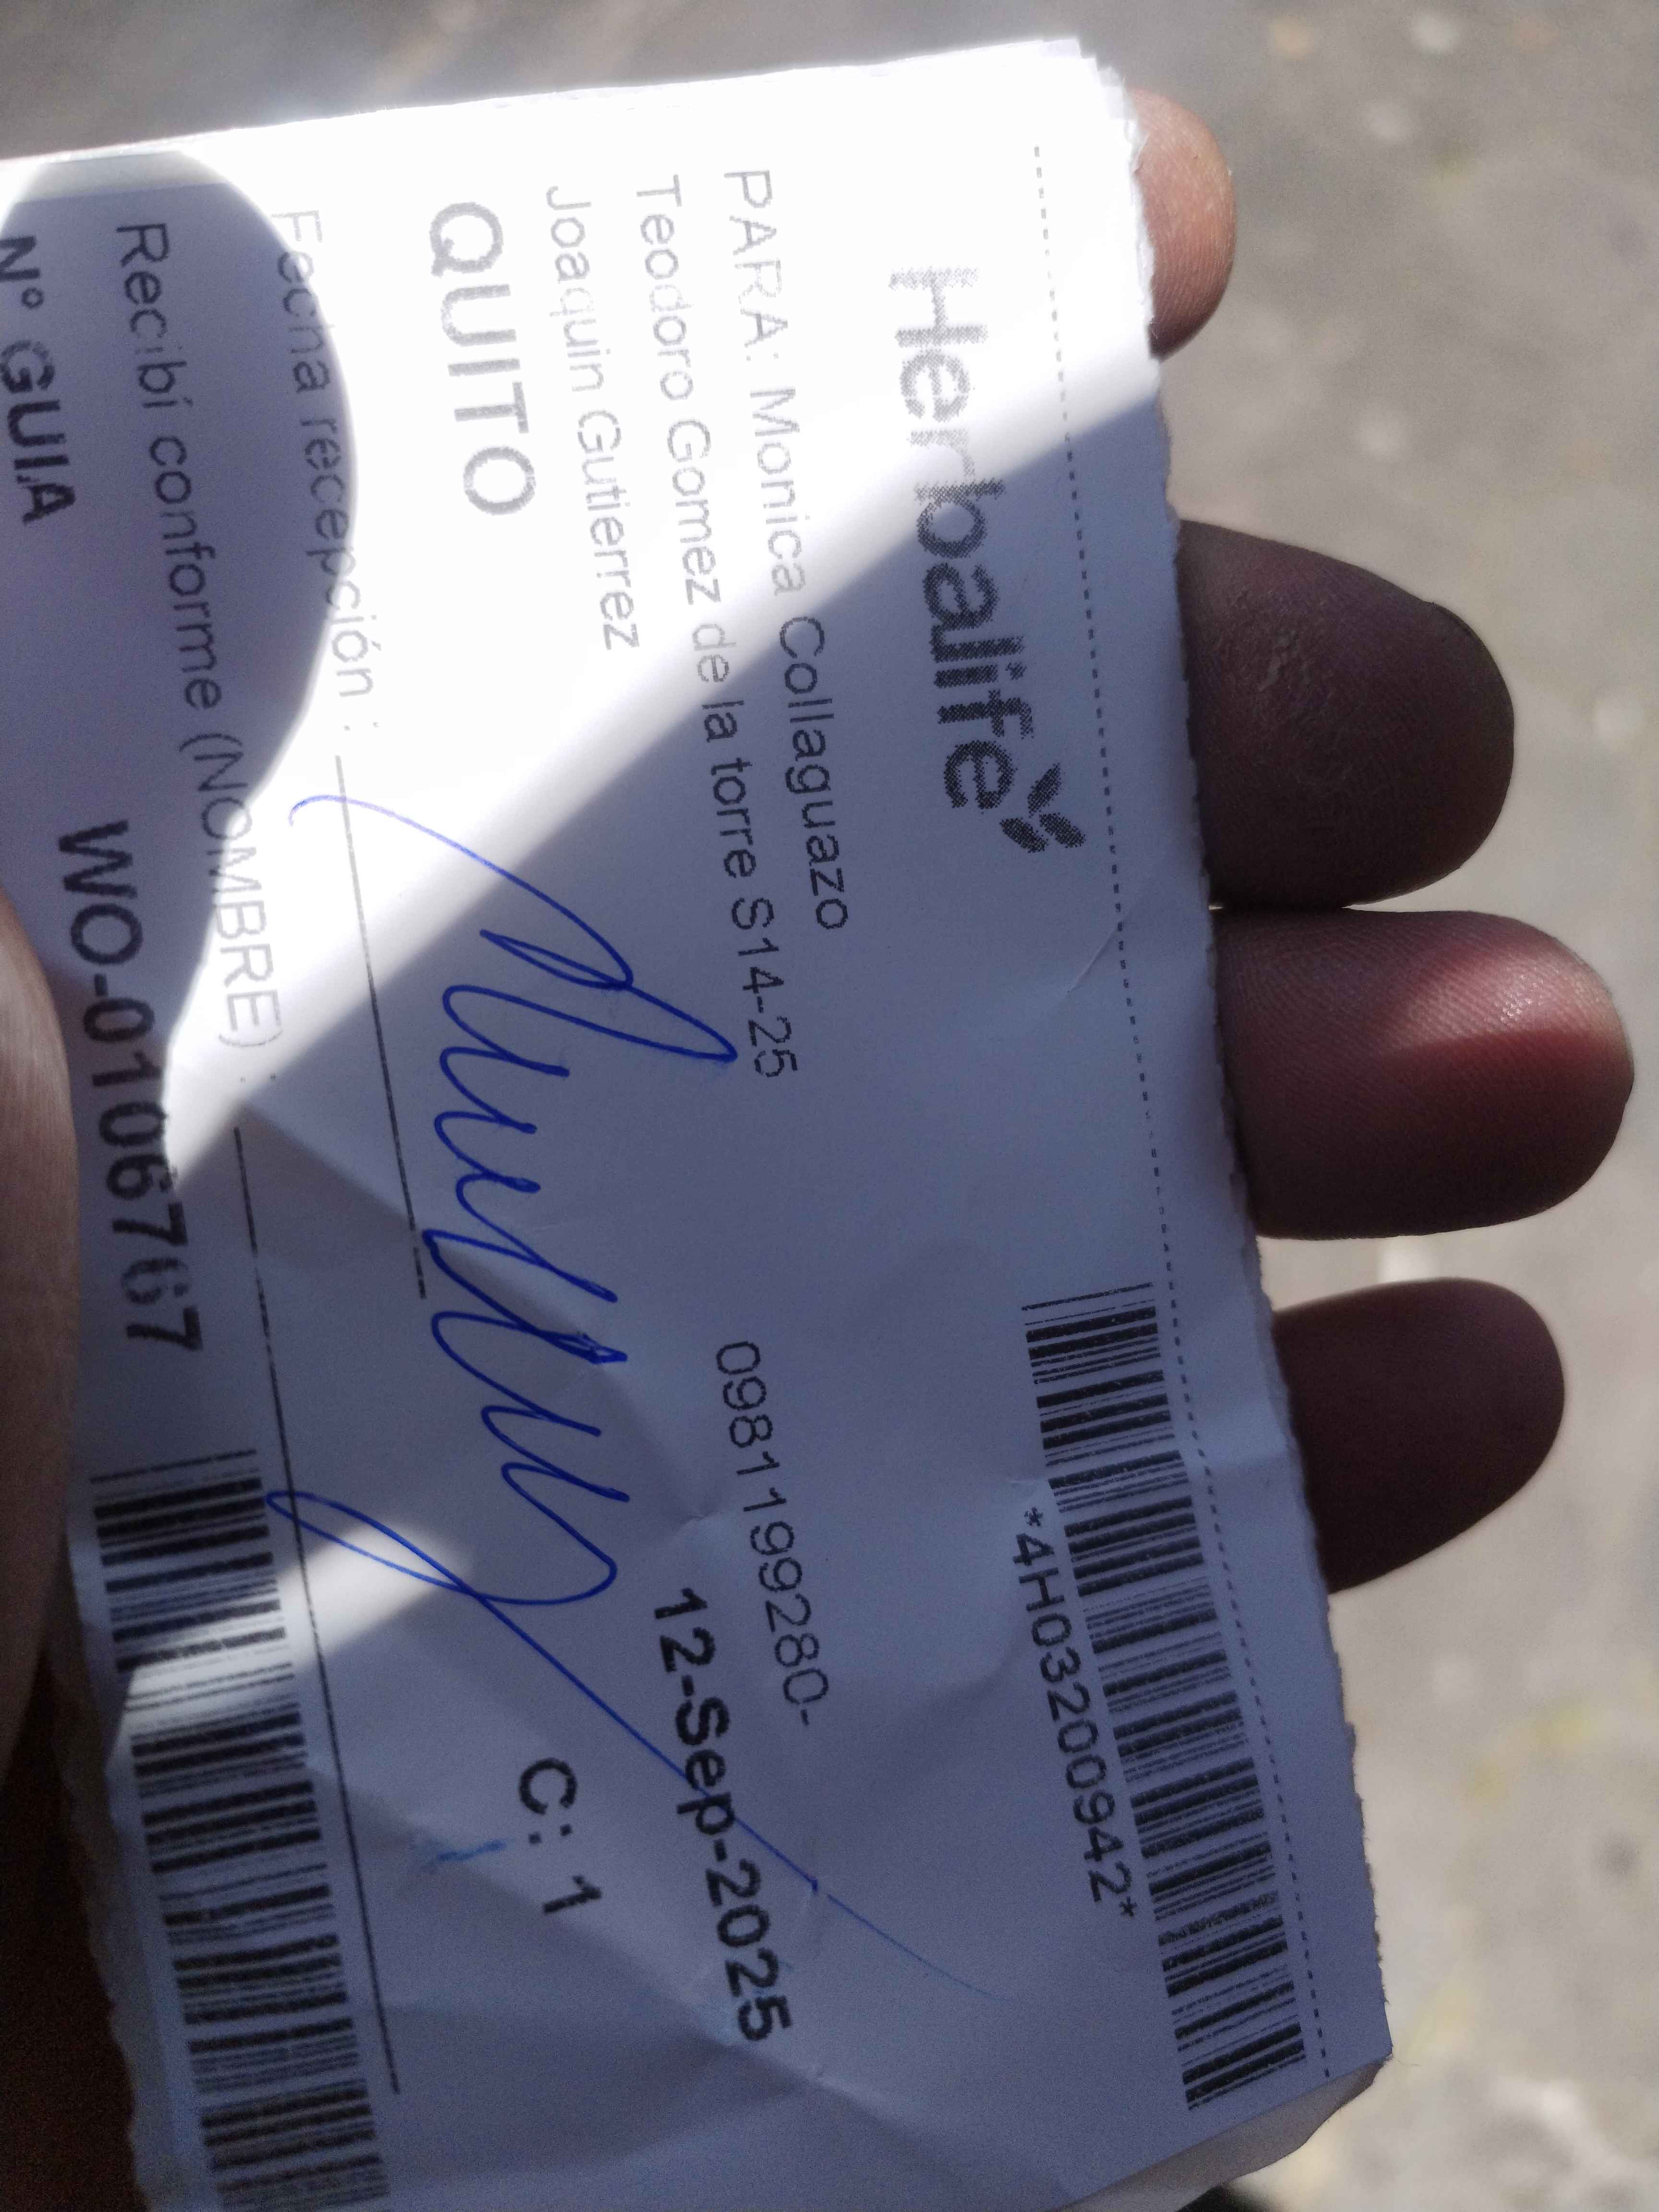 Herbalife
*4H03200942*
PARA: Monica Collaguazo
Teodoro Gomez de la torre S14-25
0981199280-
Joaquin Gutierrez
12-Sep-2025
QUITO
C: 1
Fecha recepción :
Recibí conforme (NOMBRE) :
N° GUIA
WO-0106767